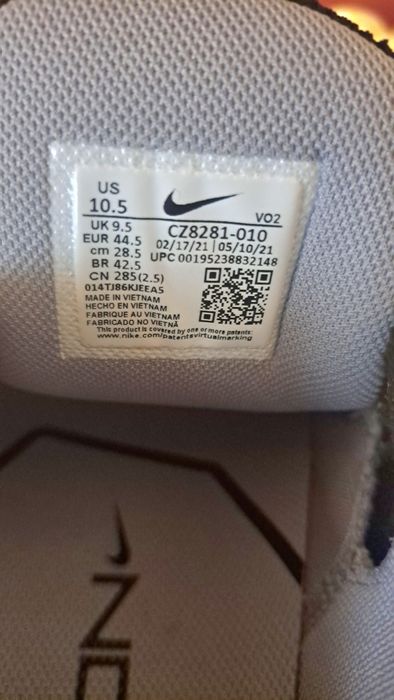 US
10.5
UK 9.5
EUR 44.5
cm 28.5
BR 42.5
CN 285(2.5)
VO2
CZ8281-010
02/17/21 | 05/10/21
UPC 00195238832148
014TJ86KJEEA5
MADE IN VIETNAM
HECHO EN VIETNAM
FABRIQUE AU VIETNAM
FABRICADO NO VIETNÃ
This product is covered by one or more patents:
www.nike.com/patentsvirtualmarking